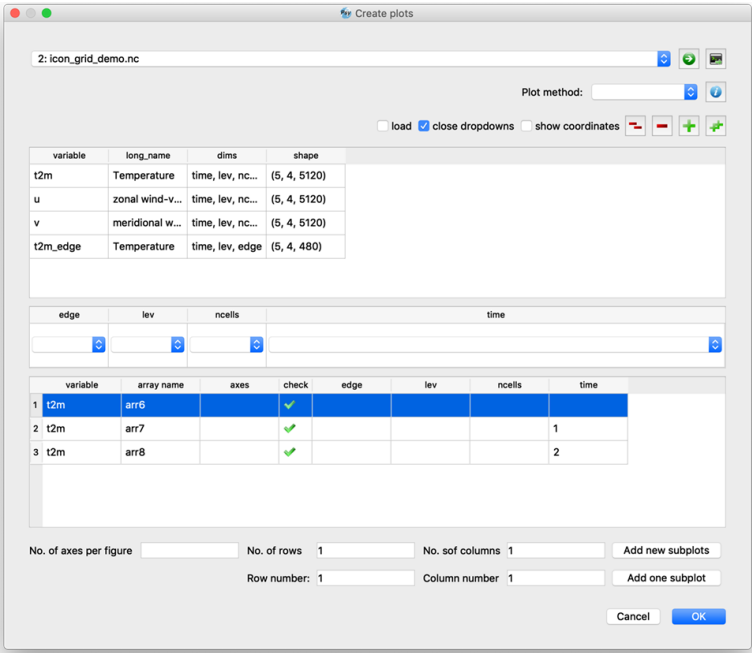 Create plots
2: icon_grid_demo.nc
Plot method:
load close dropdowns show coordinates
variable long_name dims shape
t2m Temperature time, lev, nc... (5, 4, 5120)
u zonal wind-v... time, lev, nc... (5, 4, 5120)
v meridional w... time, lev, nc... (5, 4, 5120)
t2m_edge Temperature time, lev, edge (5, 4, 480)
edge lev ncells time
variable array name axes check edge lev ncells time
1 t2m arr6
2 t2m arr7 1
3 t2m arr8 2
No. of axes per figure No. of rows 1 No. sof columns 1 Add new subplots
Row number: 1 Column number 1 Add one subplot
Cancel OK